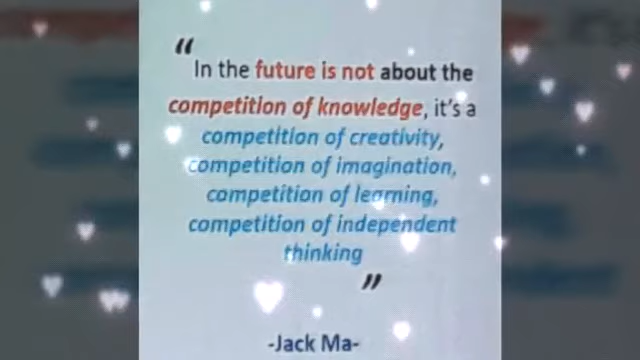 “
In the future is not about the
competition of knowledge, it's a
competition of creativity,
competition of imagination,
competition of learning,
competition of independent
thinking
”
-Jack Ma-